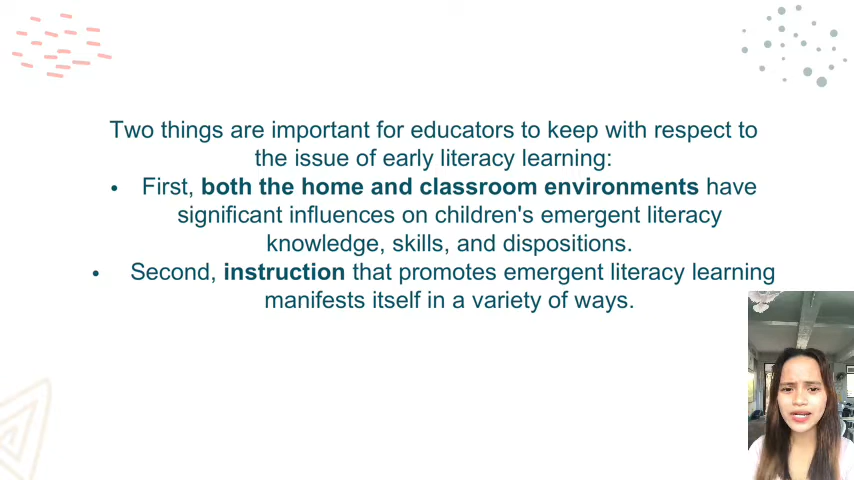 Two things are important for educators to keep with respect to
the issue of early literacy learning:
• First, both the home and classroom environments have
significant influences on children's emergent literacy
knowledge, skills, and dispositions.
• Second, instruction that promotes emergent literacy learning
manifests itself in a variety of ways.